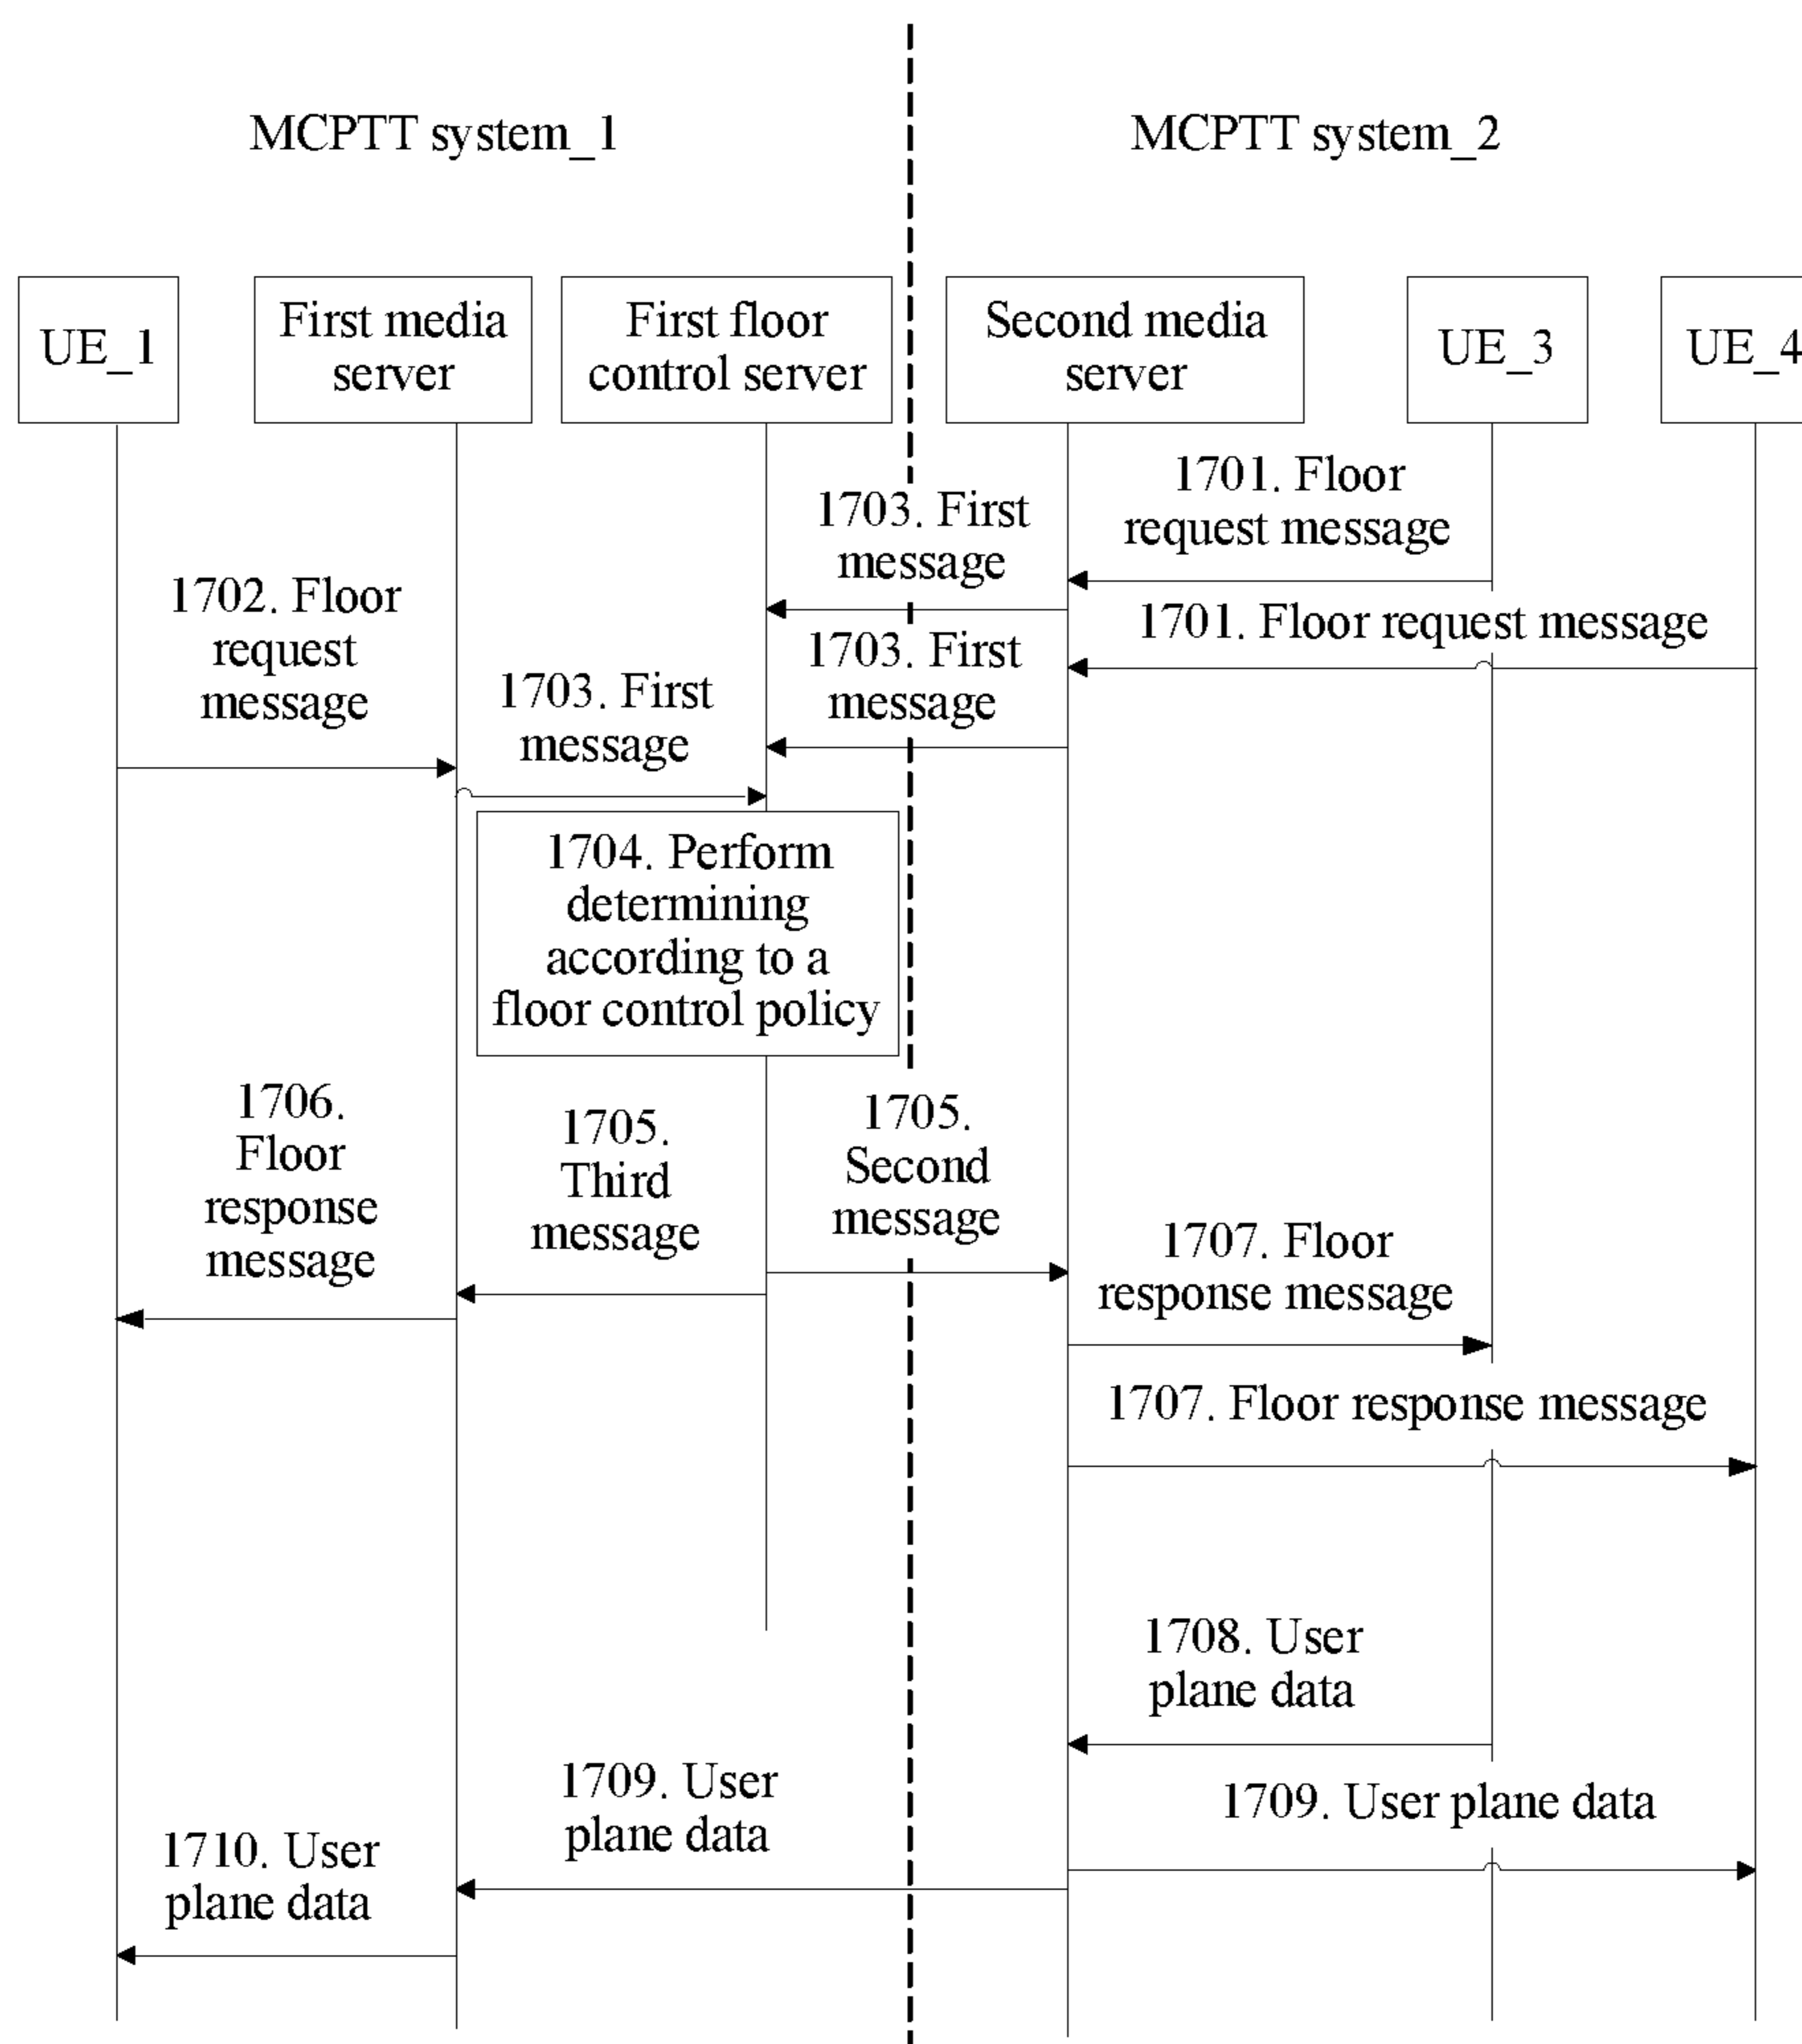 MCPTT system_1
MCPTT system_2
UE_1
First media
server
First floor
control server
Second media
server
UE_3
UE_4
1701. Floor
request message
1703. First
message
1702. Floor
request
message
1701. Floor request message
1703. First
message
1703. First
message
1704. Perform
determining
according to a
floor control policy
1706.
Floor
response
message
1705.
Third
message
1705.
Second
message
1707. Floor
response message
1707. Floor response message
1708. User
plane data
1709. User
plane data
1709. User plane data
1710. User
plane data